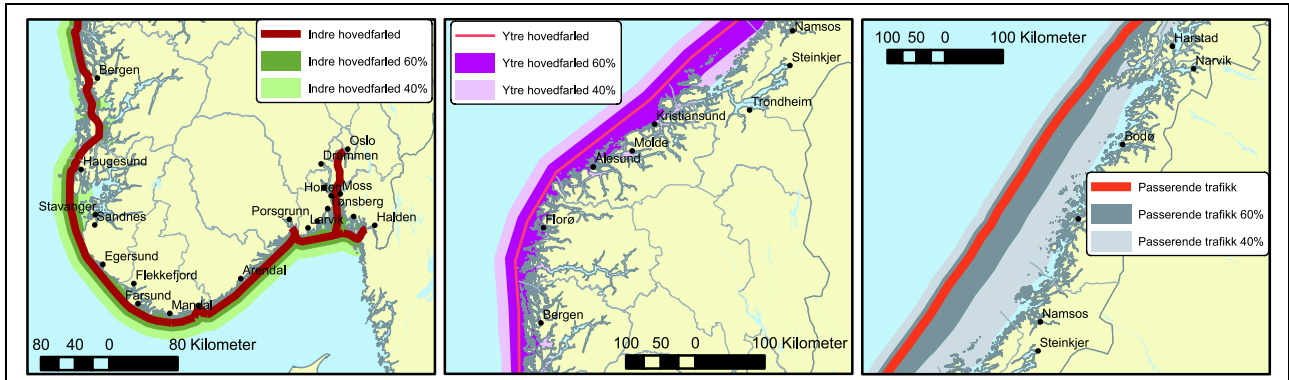 Indre hovedfarled
Indre hovedfarled 60%
Indre hovedfarled 40%
Bergen
Oslo
Drammen
Haugesund
Horten
Moss
Tønsberg
Stavanger
Sandnes
Porsgrunn
Larvik
Halden
Egersund
Flekkefjord
Arendal
Farsund
Mandal
80 40 0 80 Kilometer
Ytre hovedfarled
Ytre hovedfarled 60%
Ytre hovedfarled 40%
Namsos
Steinkjer
Trondheim
Kristiansund
Molde
Ålesund
Florø
Bergen
100 50 0 100 Kilometer
100 50 0 100 Kilometer
Harstad
Narvik
Bodø
Passerende trafikk
Passerende trafikk 60%
Passerende trafikk 40%
Namsos
Steinkjer